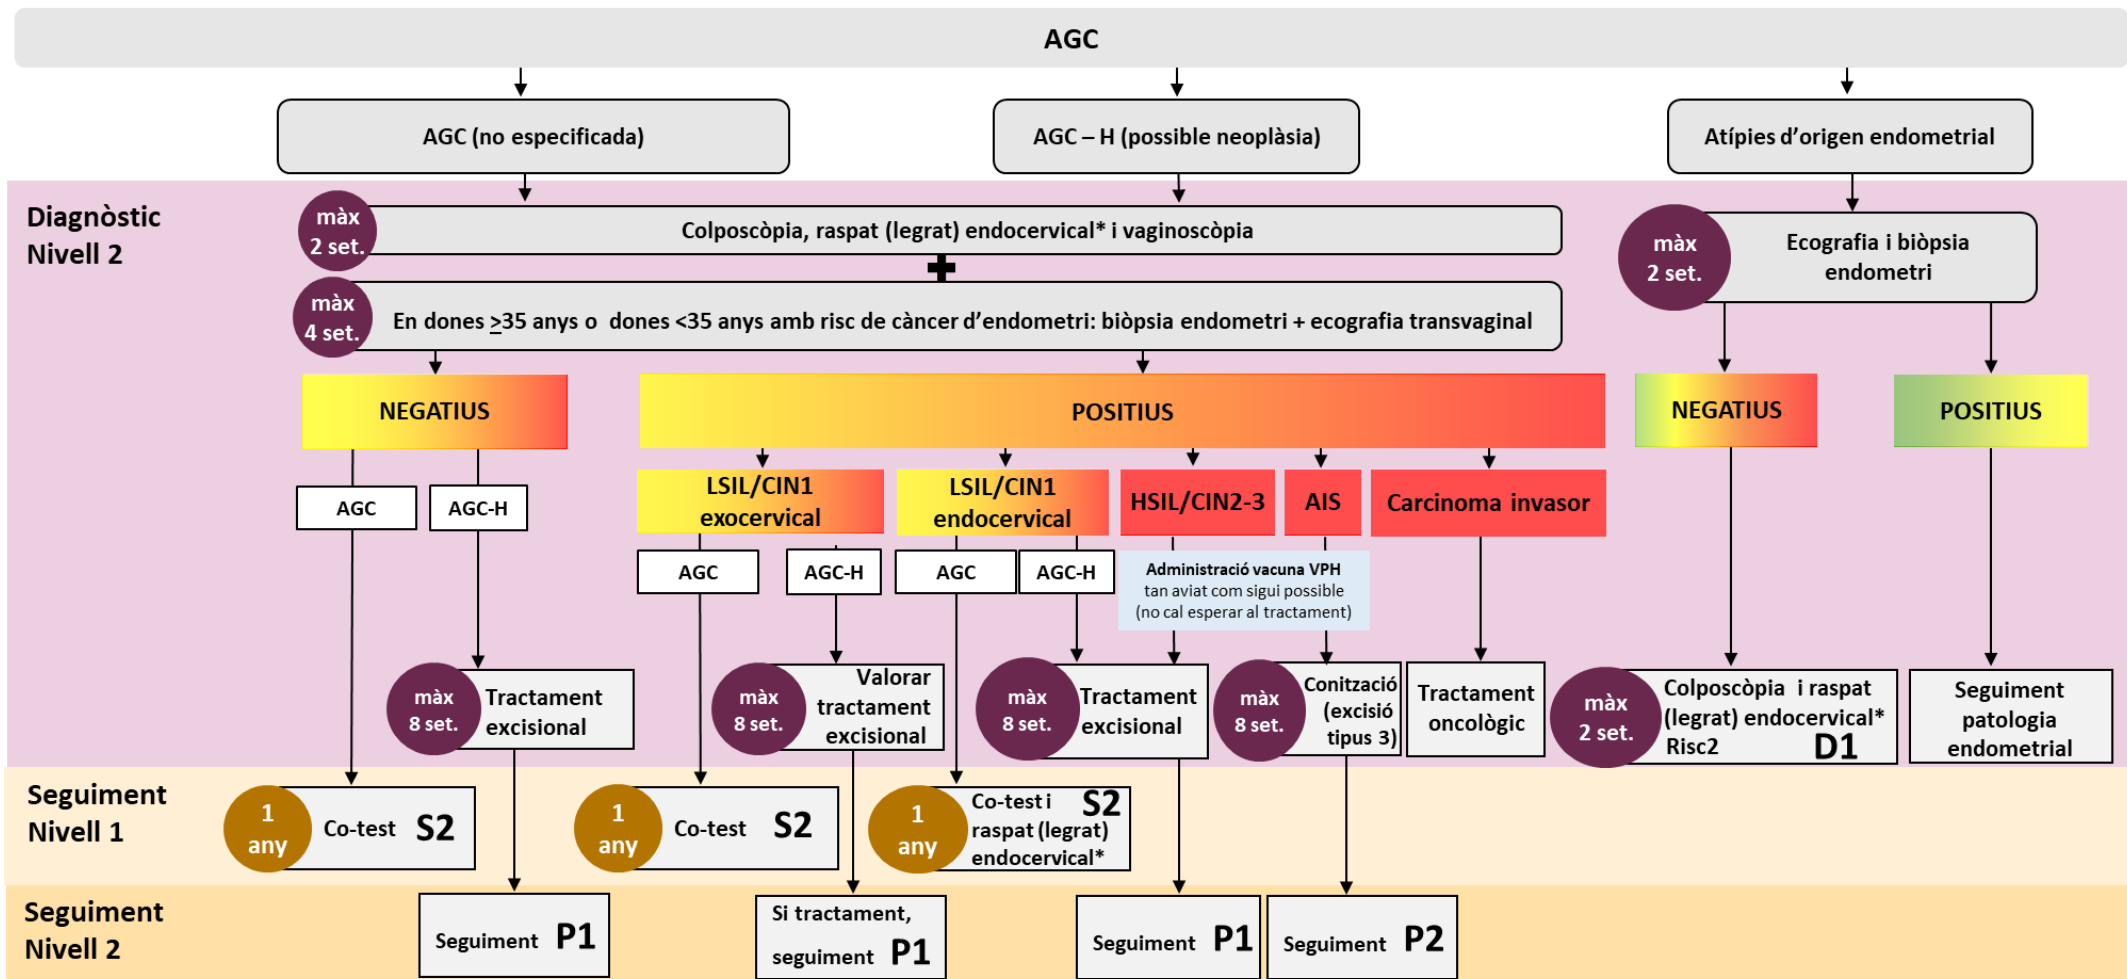 AGC
AGC (no especificada)
AGC – H (possible neoplàsia)
Atípies d'origen endometrial
Diagnòstic
Nivell 2
màx
2 set.
Colposcòpia, raspat (legrat) endocervical* i vaginoscòpia
màx
2 set.
Ecografia i biòpsia
endometri
màx
4 set.
En dones ≥35 anys o dones <35 anys amb risc de càncer d'endometri: biòpsia endometri + ecografia transvaginal
NEGATIUS
POSITIUS
NEGATIUS
POSITIUS
AGC
AGC-H
LSIL/CIN1
exocervical
LSIL/CIN1
endocervical
HSIL/CIN2-3
AIS
Carcinoma invasor
AGC
AGC-H
AGC
AGC-H
Administració vacuna VPH
tan aviat com sigui possible
(no cal esperar al tractament)
màx
8 set.
Tractament
excisional
màx
8 set.
Valorar
tractament
excisional
màx
8 set.
Tractament
excisional
màx
8 set.
Conització
(excisió
tipus 3)
Tractament
oncològic
màx
2 set.
Colposcòpia i raspat
(legrat) endocervical*
Risc2 D1
Seguiment
patologia
endometrial
Seguiment
Nivell 1
1
any
Co-test S2
1
any
Co-test S2
1
any
Co-test i S2
raspat (legrat)
endocervical*
Seguiment
Nivell 2
Seguiment P1
Si tractament,
seguiment P1
Seguiment P1
Seguiment P2